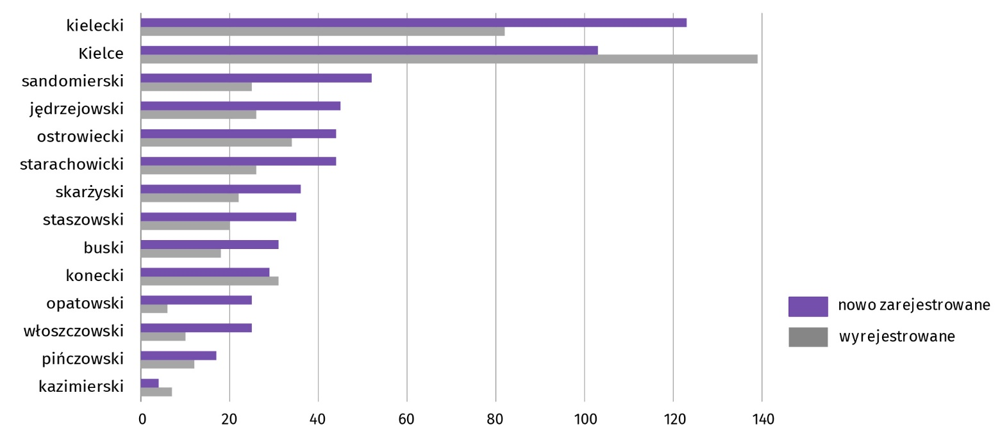 kielecki
Kielce
sandomierski
jędrzejowski
ostrowiecki
starachowicki
skarżyski
staszowski
buski
konecki
opatowski
włoszczowski
pińczowski
kazimierski
0 20 40 60 80 100 120 140
nowo zarejestrowane
wyrejestrowane